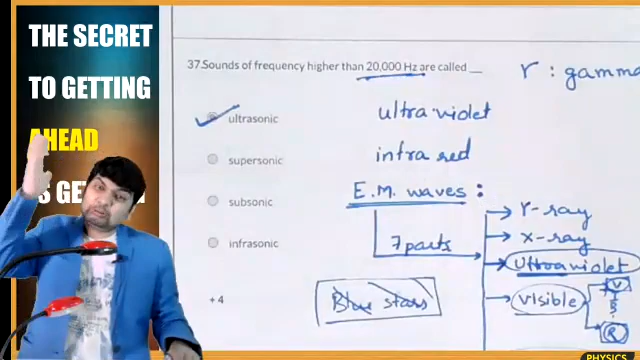 THE SECRET
TO GETTING
AHEAD
37.Sounds of frequency higher than 20,000 Hz are called __
ultrasonic
supersonic
subsonic
infrasonic
+4
r : gamma
ultra-violet
infra red
E.M. waves :
7 parts
r-ray
x-ray
Ultraviolet
visible
V
R
Blue stars
PHYSICS